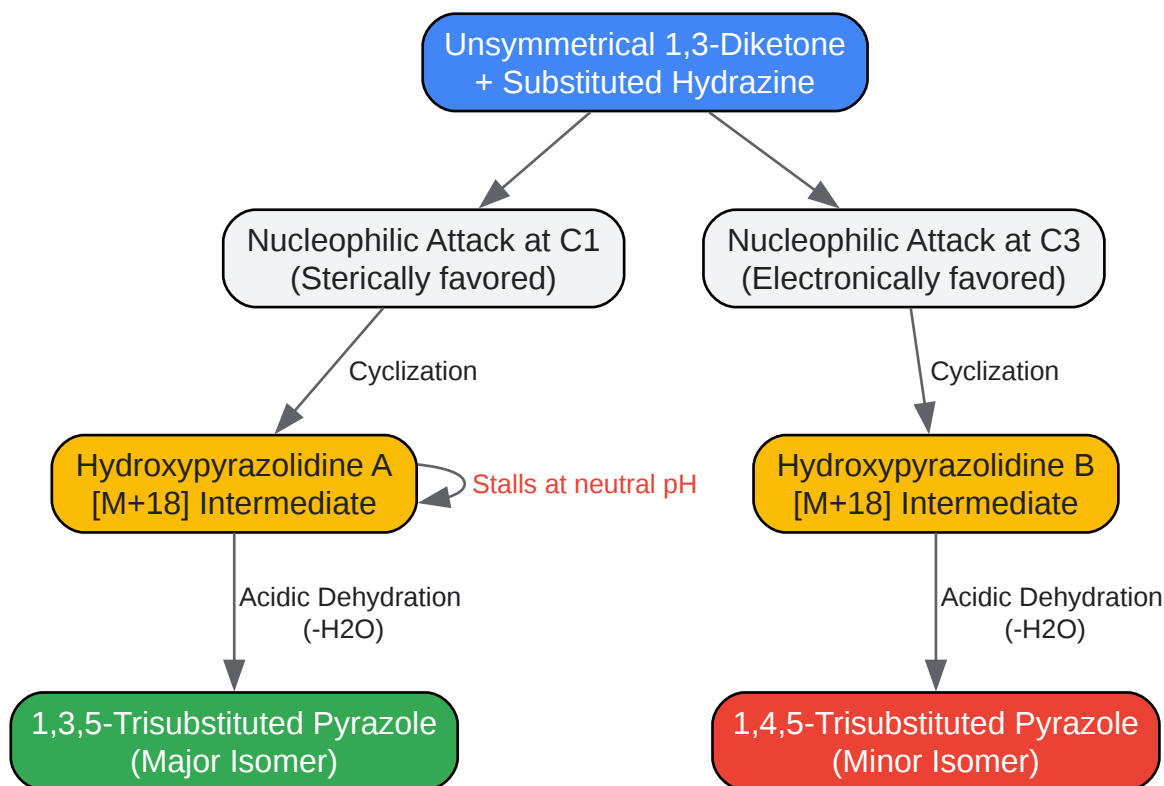 Unsymmetrical 1,3-Diketone
+ Substituted Hydrazine
Nucleophilic Attack at C1
(Sterically favored)
Nucleophilic Attack at C3
(Electronically favored)
Cyclization
Cyclization
Hydroxypyrazolidine A
[M+18] Intermediate
Stalls at neutral pH
Hydroxypyrazolidine B
[M+18] Intermediate
Acidic Dehydration
(-H2O)
Acidic Dehydration
(-H2O)
1,3,5-Trisubstituted Pyrazole
(Major Isomer)
1,4,5-Trisubstituted Pyrazole
(Minor Isomer)